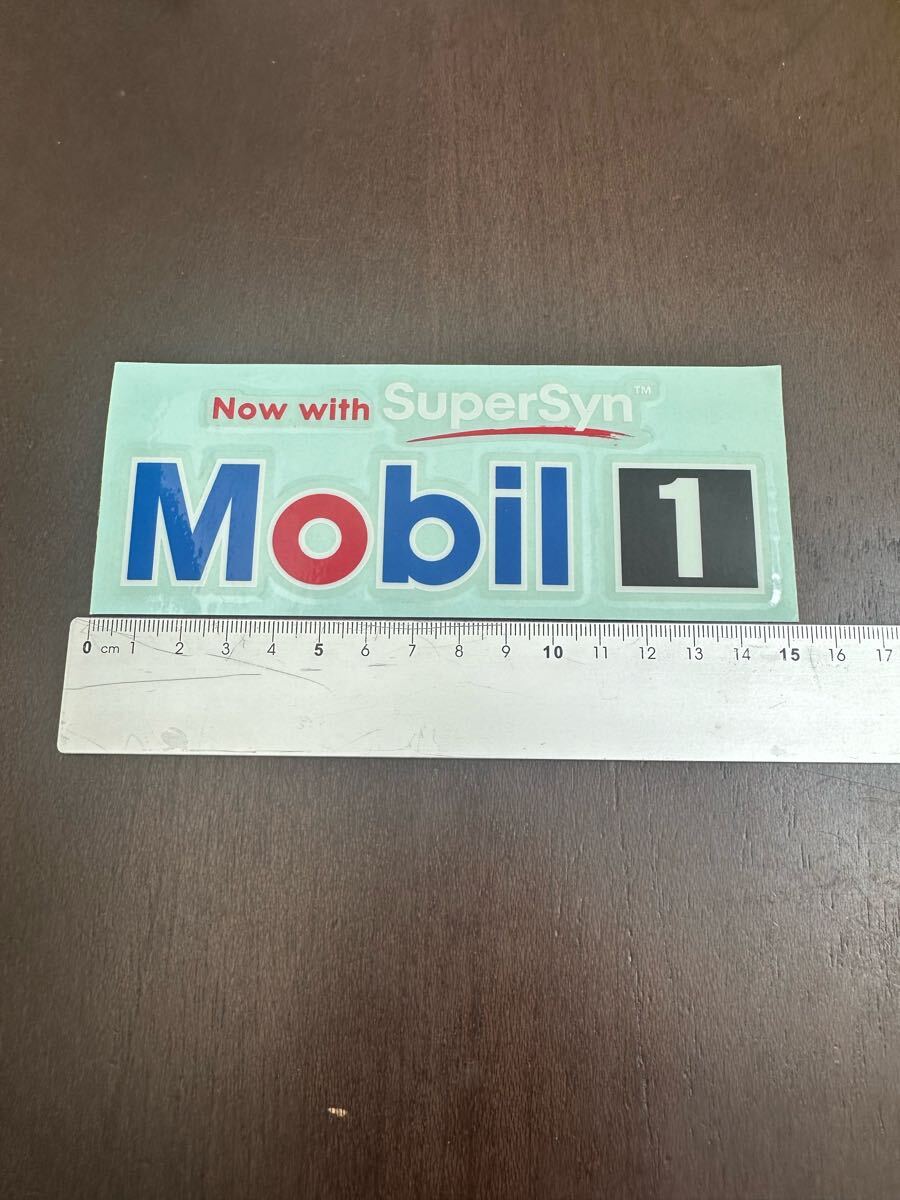 Now with SuperSyn™
Mobil 1
0 cm 1 2 3 4 5 6 7 8 9 10 11 12 13 14 15 16 17